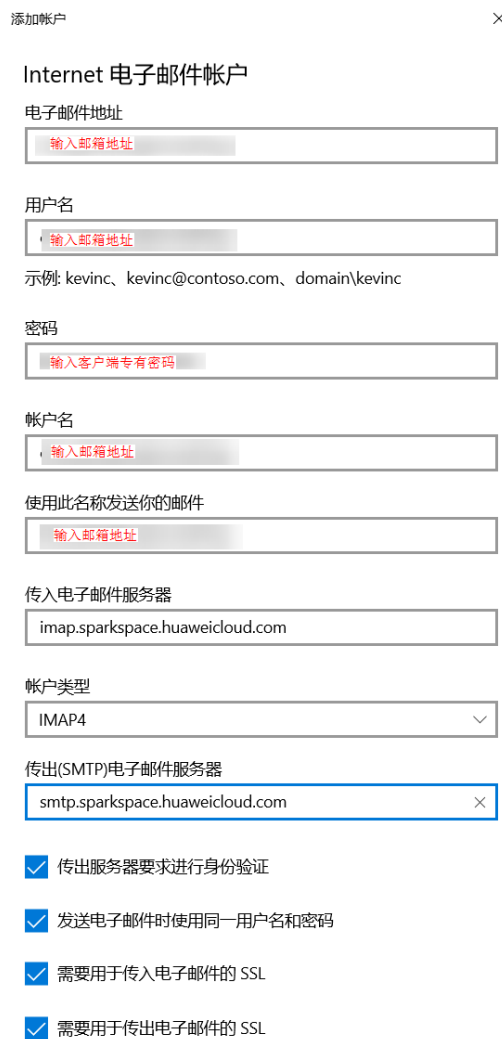 添加帐户
Internet 电子邮件帐户
电子邮件地址
输入邮箱地址
用户名
输入邮箱地址
示例: kevinc、kevinc@contoso.com、domain\kevinc
密码
输入客户端专有密码
帐户名
输入邮箱地址
使用此名称发送你的邮件
输入邮箱地址
传入电子邮件服务器
imap.sparkspace.huaweicloud.com
帐户类型
IMAP4
传出(SMTP)电子邮件服务器
smtp.sparkspace.huaweicloud.com
传出服务器要求进行身份验证
发送电子邮件时使用同一用户名和密码
需要用于传入电子邮件的 SSL
需要用于传出电子邮件的 SSL